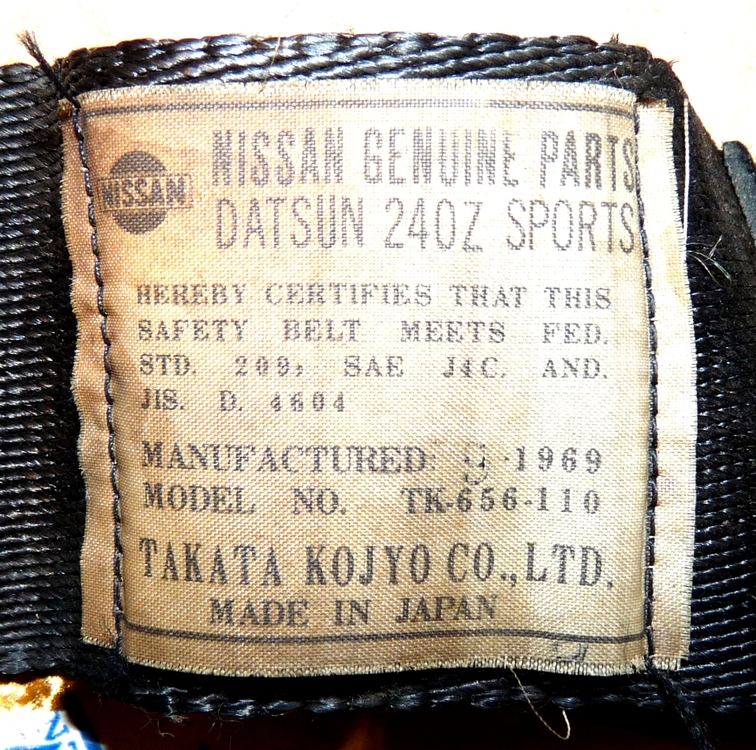 NISSAN
NISSAN GENUINE PARTS
DATSUN 240Z SPORTS
HEREBY CERTIFIES THAT THIS
SAFETY BELT MEETS FED.
STD. 209, SAE J4C. AND.
JIS. D. 4604
MANUFACTURED: 9 · 1969
MODEL NO. TK-656-110
TAKATA KOJYO CO., LTD.
MADE IN JAPAN